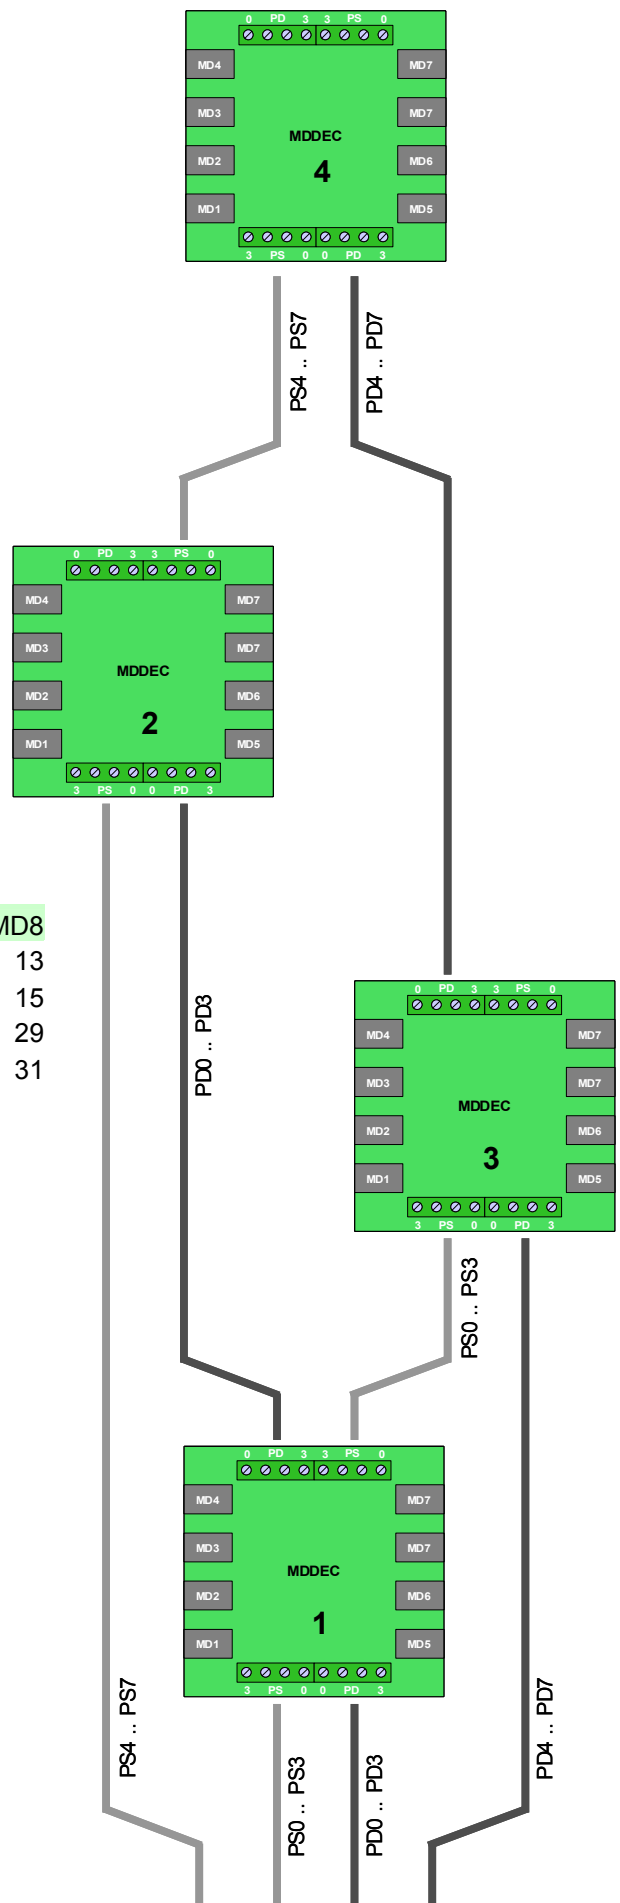 0 PD 3 3 PS 0
MD4 MD7
MD3 MD7
MDDEC
MD2 MD6
4
MD1 MD5
3 PS 0 0 PD 3
PS4 .. PS7
PD4 .. PD7
0 PD 3 3 PS 0
MD4 MD7
MD3 MD7
MDDEC
MD2 MD6
2
MD1 MD5
3 PS 0 0 PD 3
MD8
13
15
29
31
PD0 .. PD3
0 PD 3 3 PS 0
MD4 MD7
MD3 MD7
MDDEC
MD2 MD6
3
MD1 MD5
3 PS 0 0 PD 3
PS0 .. PS3
0 PD 3 3 PS 0
MD4 MD7
MD3 MD7
MDDEC
MD2 MD6
1
MD1 MD5
3 PS 0 0 PD 3
PS4 .. PS7
PS0 .. PS3
PD0 .. PD3
PD4 .. PD7